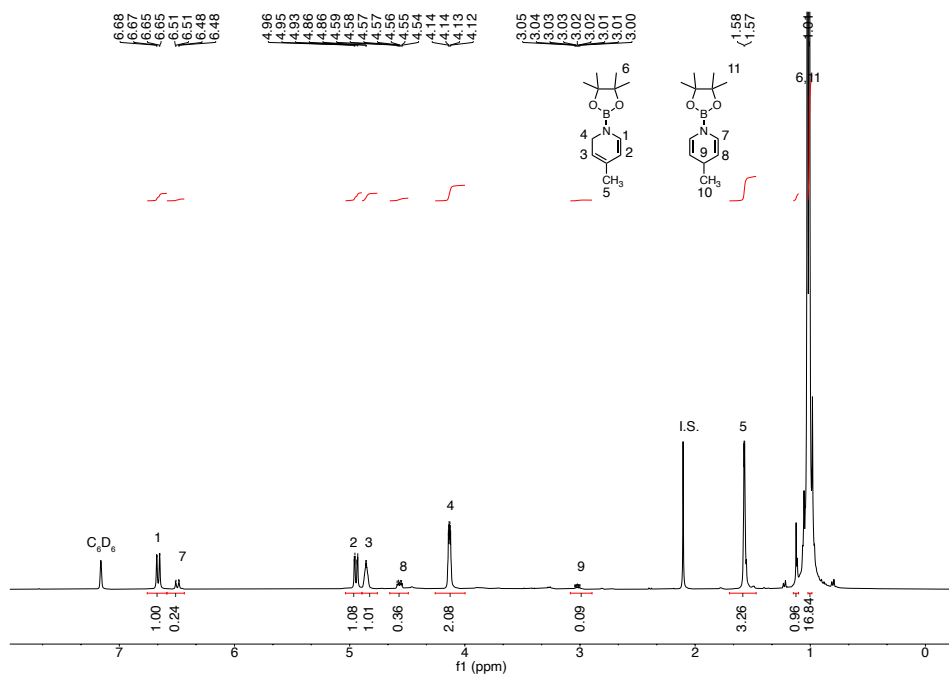 6.68 6.67 6.65 6.65 6.51 6.51 6.48 6.48 4.96 4.95 4.93 4.86 4.86 4.59 4.58 4.57 4.57 4.56 4.55 4.54 4.14 4.14 4.13 4.12 3.05 3.04 3.03 3.03 3.02 3.02 3.01 3.01 3.00 1.58 1.57 1.01
6 11
6,11
O O O O
B B
4 N 1 N 7
3 2 9 8
CH₃ CH₃
5 10
I.S. 5
4
C₆D₆ 1 7 2 3 8 9
1.00 0.24 1.08 1.01 0.36 2.08 0.09 3.26 0.96 16.84
7 6 5 4 3 2 1 0
f1 (ppm)